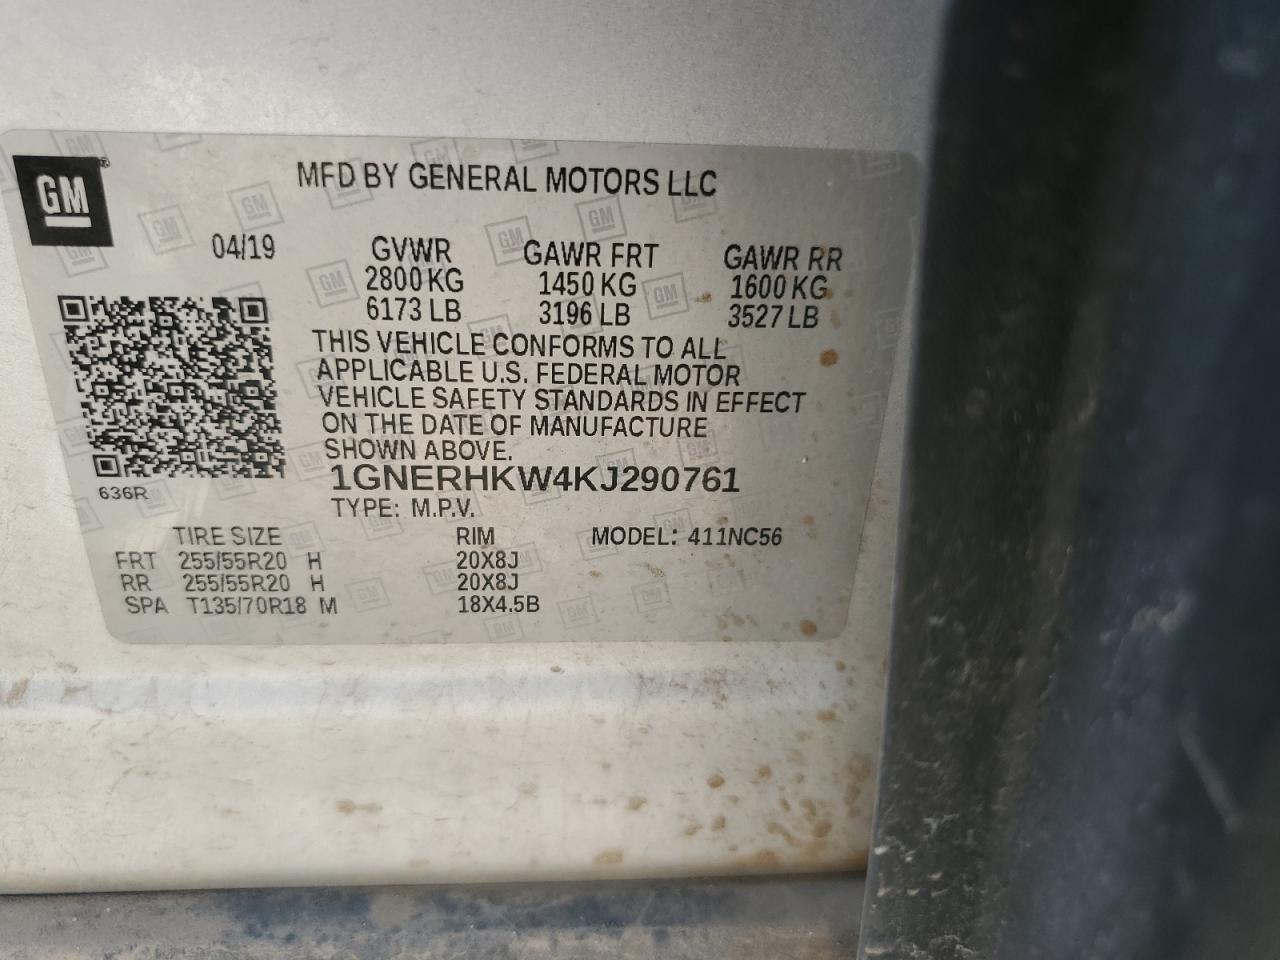 GM
MFD BY GENERAL MOTORS LLC
04/19 GVWR GAWR FRT GAWR RR
2800 KG 1450 KG 1600 KG
6173 LB 3196 LB 3527 LB
THIS VEHICLE CONFORMS TO ALL
APPLICABLE U.S. FEDERAL MOTOR
VEHICLE SAFETY STANDARDS IN EFFECT
ON THE DATE OF MANUFACTURE
SHOWN ABOVE.
636R
1GNERHKW4KJ290761
TYPE: M.P.V.
TIRE SIZE RIM MODEL: 411NC56
FRT 255/55R20 H 20X8J
RR 255/55R20 H 20X8J
SPA T135/70R18 M 18X4.5B